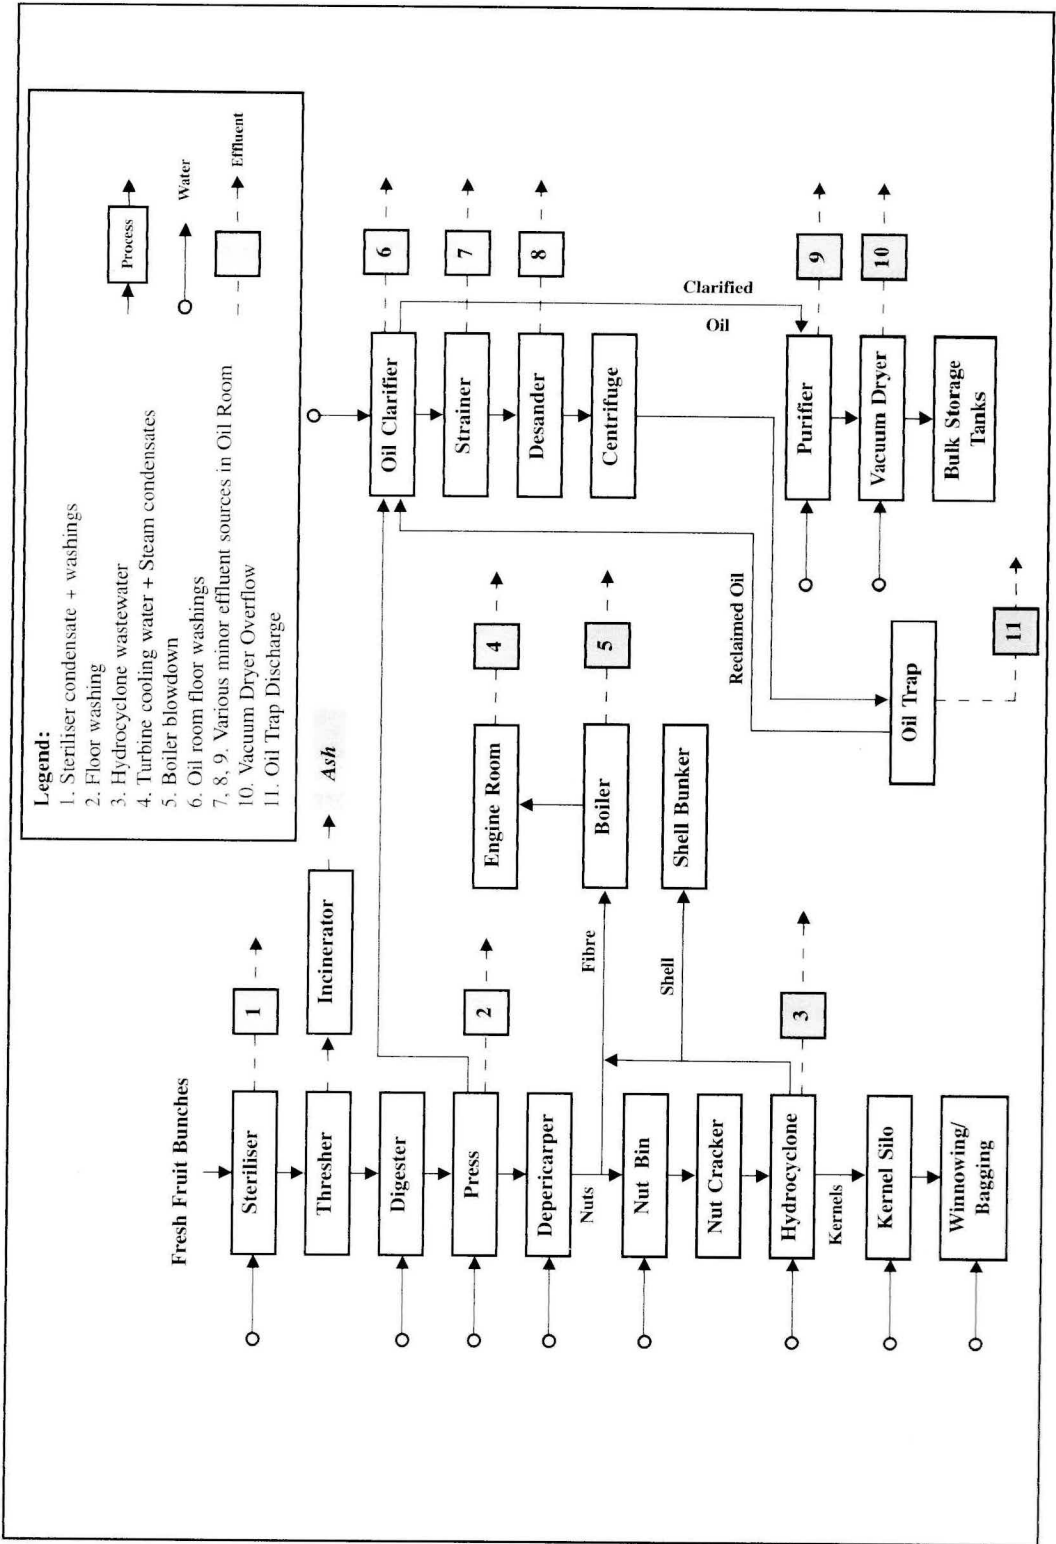 Legend:
1. Steriliser condensate + washings
2. Floor washing
3. Hydrocyclone wastewater
4. Turbine cooling water + Steam condensates
5. Boiler blowdown
6. Oil room floor washings
7, 8, 9. Various minor effluent sources in Oil Room
10. Vacuum Dryer Overflow
11. Oil Trap Discharge
Process
Water
Effluent
Fresh Fruit Bunches
Steriliser
1
Thresher
Incinerator
Ash
Digester
Press
2
Depericarper
Nuts
Fibre
Nut Bin
Nut Cracker
Shell
Hydrocyclone
3
Kernels
Kernel Silo
Winnowing/
Bagging
Engine Room
4
Boiler
5
Shell Bunker
Oil Clarifier
6
Strainer
7
Desander
8
Centrifuge
Clarified
Oil
Reclaimed Oil
Purifier
9
Vacuum Dryer
10
Bulk Storage
Tanks
Oil Trap
11